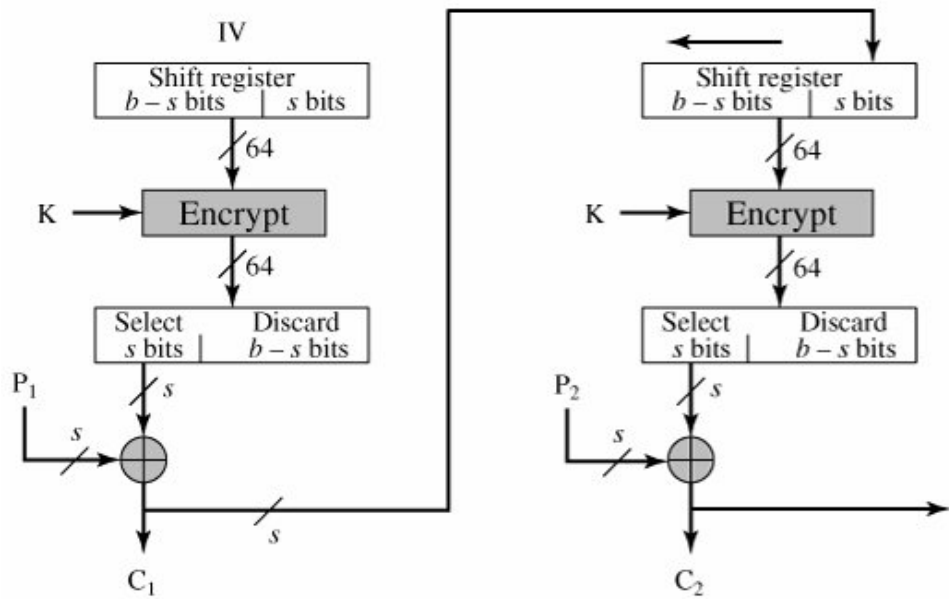 IV
Shift register
b – s bits | s bits
64
K
Encrypt
64
Select Discard
s bits | b – s bits
s
P1
s
s
C1
Shift register
b – s bits | s bits
64
K
Encrypt
64
Select Discard
s bits | b – s bits
s
P2
s
C2